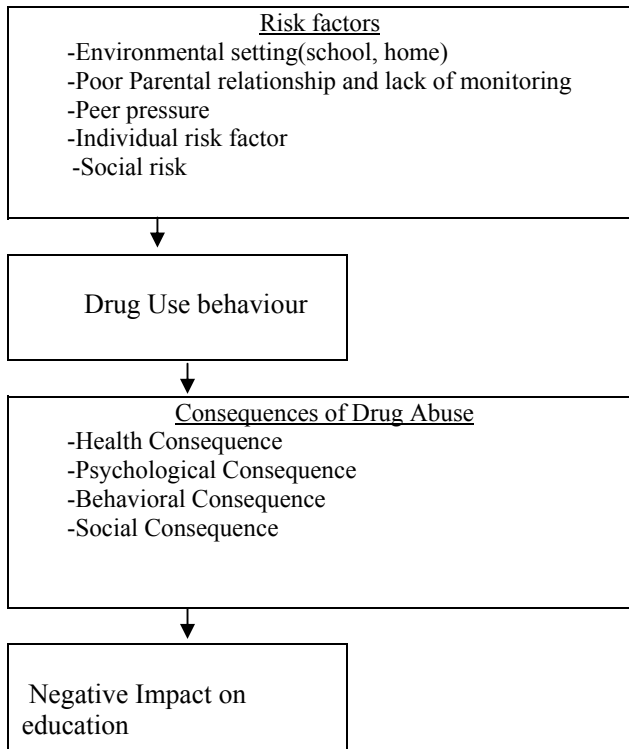 Risk factors
-Environmental setting(school, home)
-Poor Parental relationship and lack of monitoring
-Peer pressure
-Individual risk factor
-Social risk
Drug Use behaviour
Consequences of Drug Abuse
-Health Consequence
-Psychological Consequence
-Behavioral Consequence
-Social Consequence
Negative Impact on
education